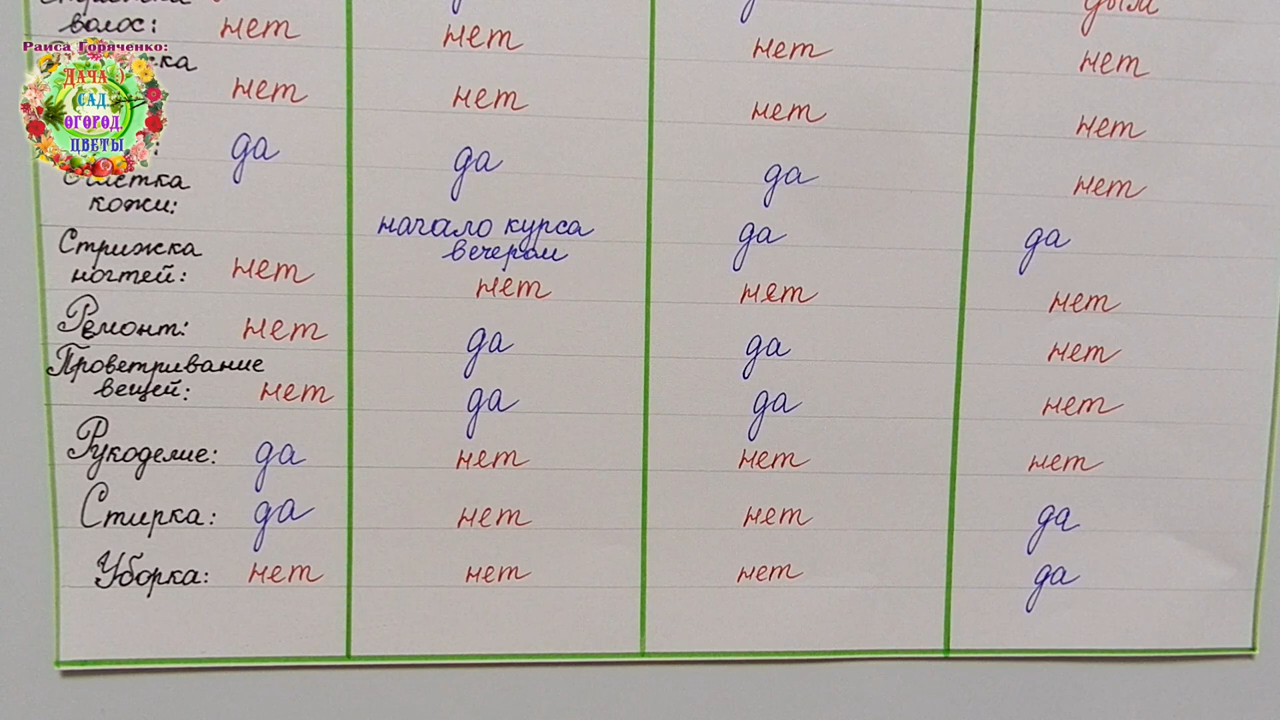 волос: нет нет нет нет
Раиса Горяченко:
нет нет нет нет
Дача :)
Сад,
Огород,
Цветы
да да да нет
кожи: начало курса да да
вечером
Стрижка
ногтей: нет нет нет нет
Ремонт: нет да да нет
Проветривание
вещей: нет да да нет
Рукоделие: да нет нет нет
Стирка: да нет нет да
Уборка: нет нет нет да